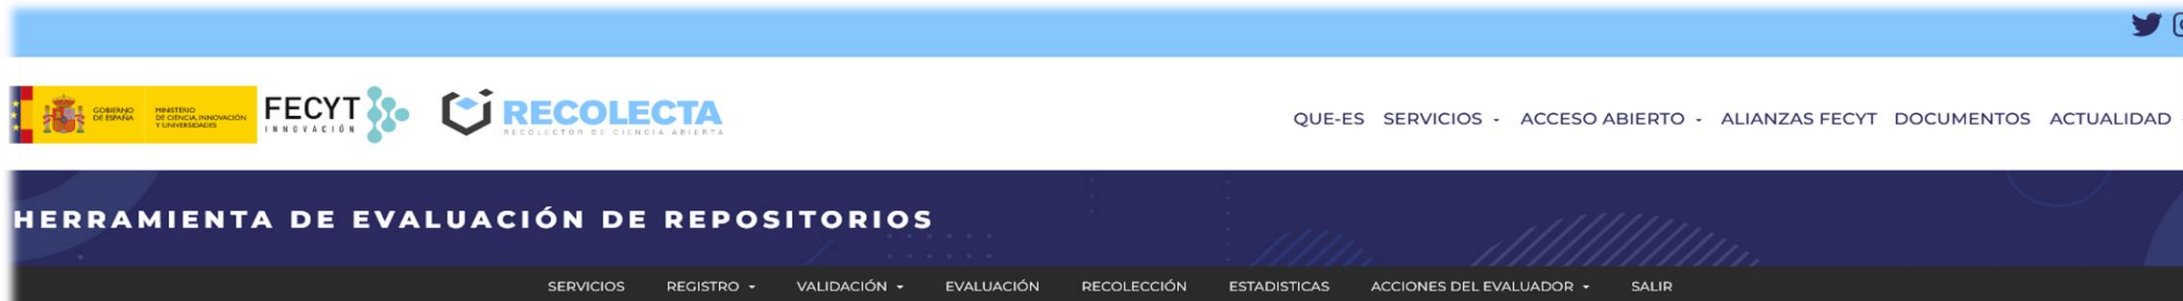 GOBIERNO DE ESPAÑA
MINISTERIO DE CIENCIA, INNOVACIÓN Y UNIVERSIDADES
FECYT
INNOVACIÓN
RECOLECTA
RECOLECTOR DE CIENCIA ABIERTA
QUE-ES SERVICIOS - ACCESO ABIERTO - ALIANZAS FECYT DOCUMENTOS ACTUALIDAD
HERRAMIENTA DE EVALUACIÓN DE REPOSITORIOS
SERVICIOS REGISTRO VALIDACIÓN EVALUACIÓN RECOLECCIÓN ESTADISTICAS ACCIONES DEL EVALUADOR SALIR